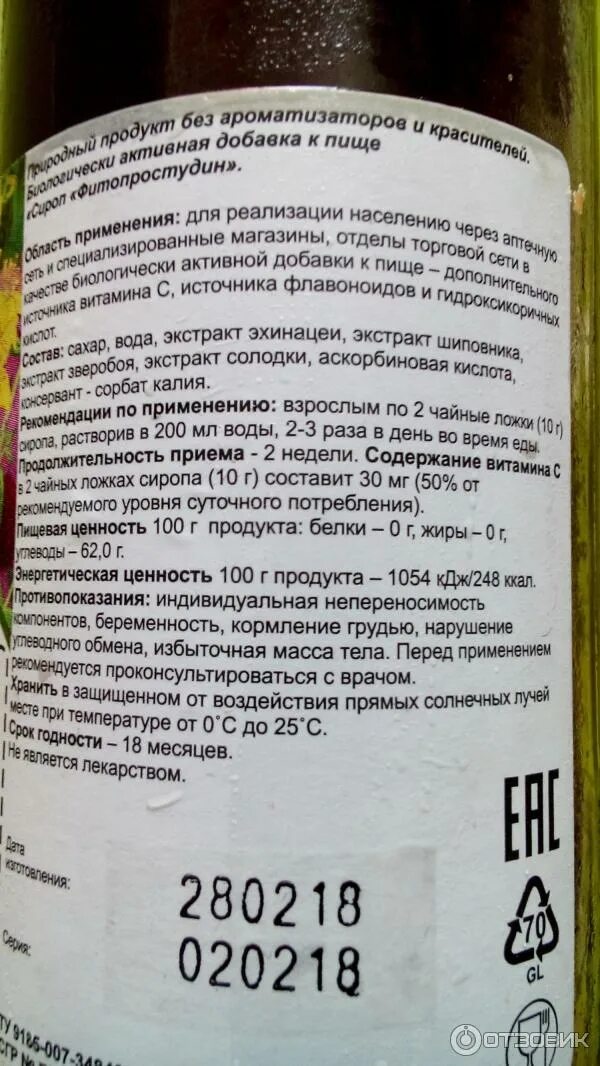 Природный продукт без ароматизаторов и красителей.
Биологически активная добавка к пище
«Сироп «Фитопростудин».
Область применения: для реализации населению через аптечную
сеть и специализированные магазины, отделы торговой сети в
качестве биологически активной добавки к пище – дополнительного
источника витамина С, источника флавоноидов и гидроксикоричных
кислот.
Состав: сахар, вода, экстракт эхинацеи, экстракт шиповника,
экстракт зверобоя, экстракт солодки, аскорбиновая кислота,
консервант - сорбат калия.
Рекомендации по применению: взрослым по 2 чайные ложки (10 г)
сиропа, растворив в 200 мл воды, 2-3 раза в день во время еды.
Продолжительность приема - 2 недели. Содержание витамина С
в 2 чайных ложках сиропа (10 г) составит 30 мг (50% от
рекомендуемого уровня суточного потребления).
Пищевая ценность 100 г продукта: белки – 0 г, жиры – 0 г,
углеводы – 62,0 г.
Энергетическая ценность 100 г продукта – 1054 кДж/248 ккал.
Противопоказания: индивидуальная непереносимость
компонентов, беременность, кормление грудью, нарушение
углеводного обмена, избыточная масса тела. Перед применением
рекомендуется проконсультироваться с врачом.
Хранить в защищенном от воздействия прямых солнечных лучей
месте при температуре от 0˚С до 25˚С.
Срок годности – 18 месяцев.
Не является лекарством.
EAC
Дата
изготовления:
280218
70
GL
Серия:
020218
ТУ 9185-007-
СГР №
ОТЗОВИК